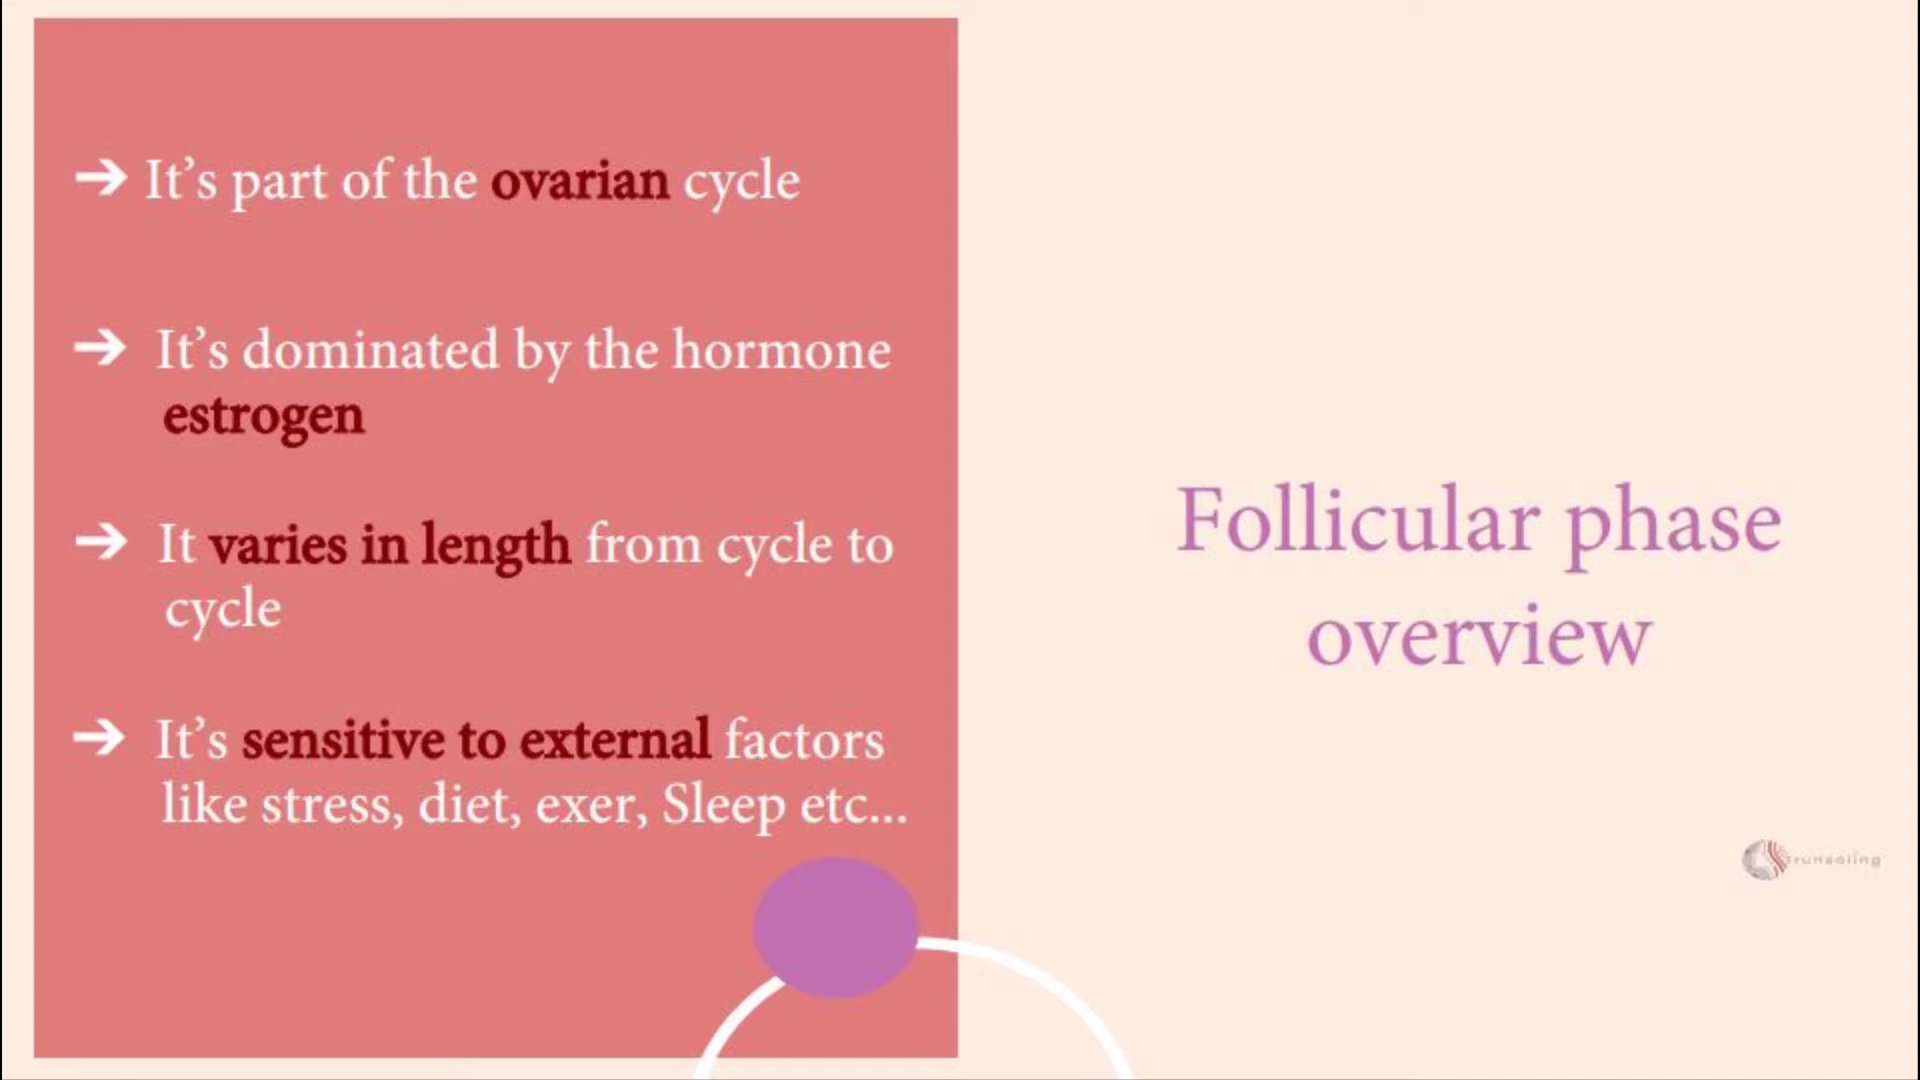 ➔ It’s part of the ovarian cycle
➔ It’s dominated by the hormone
estrogen
➔ It varies in length from cycle to
cycle
➔ It’s sensitive to external factors
like stress, diet, exer, Sleep etc...
Follicular phase
overview